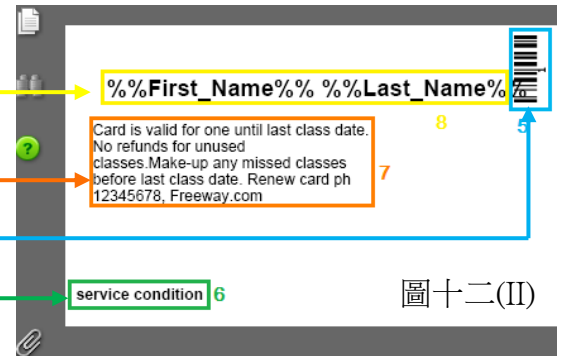 1
%%First_Name%% %%Last_Name%%
8
5
Card is valid for one until last class date.
No refunds for unused
classes.Make-up any missed classes
before last class date. Renew card ph
12345678, Freeway.com
7
?
service condition 6
圖十二(II)